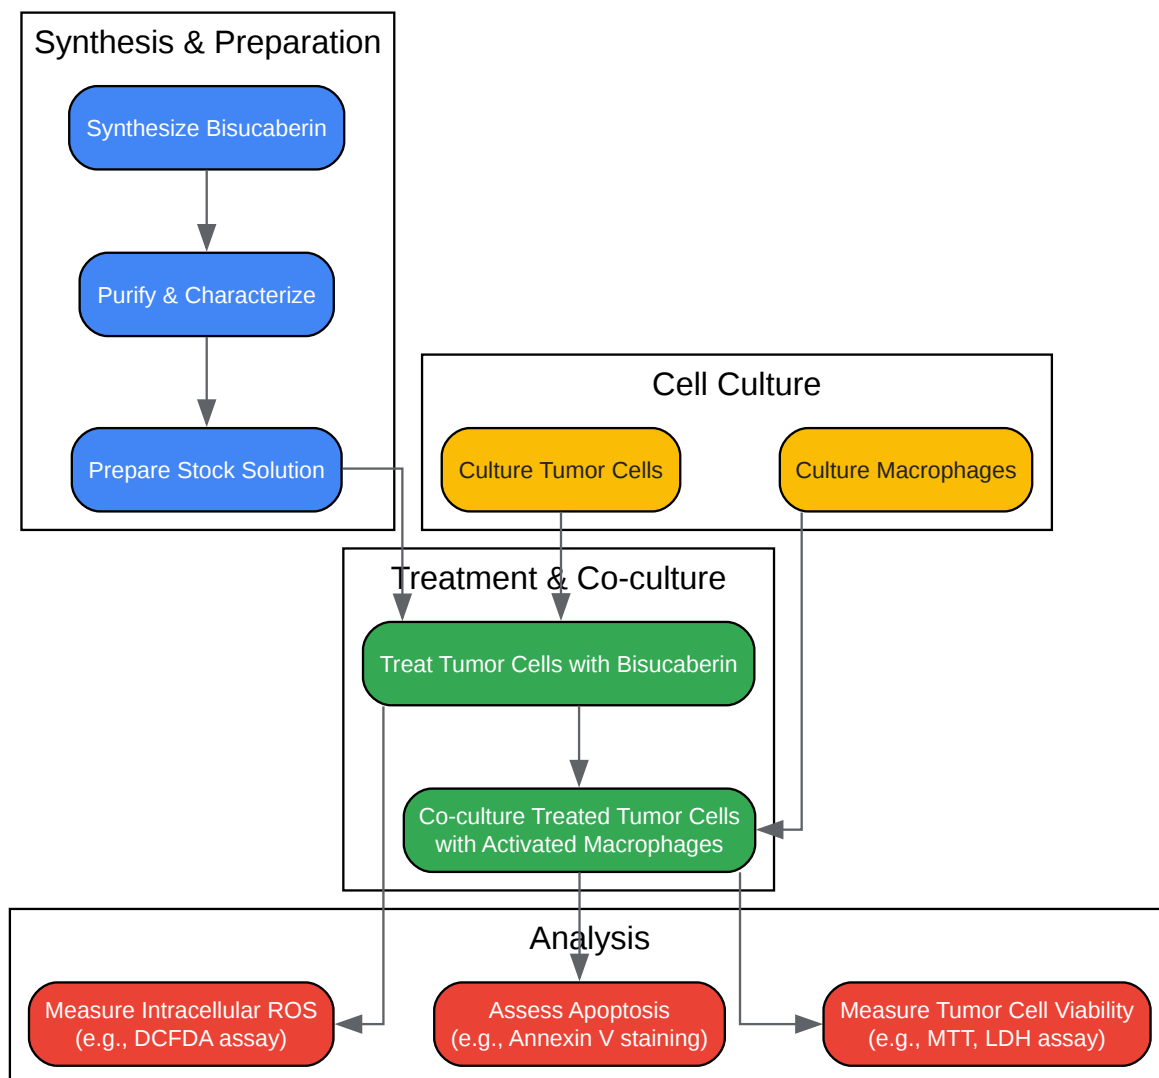 Synthesis & Preparation
Synthesize Bisucaberin
Purify & Characterize
Prepare Stock Solution
Cell Culture
Culture Tumor Cells
Culture Macrophages
Treatment & Co-culture
Treat Tumor Cells with Bisucaberin
Co-culture Treated Tumor Cells
with Activated Macrophages
Analysis
Measure Intracellular ROS
(e.g., DCFDA assay)
Assess Apoptosis
(e.g., Annexin V staining)
Measure Tumor Cell Viability
(e.g., MTT, LDH assay)